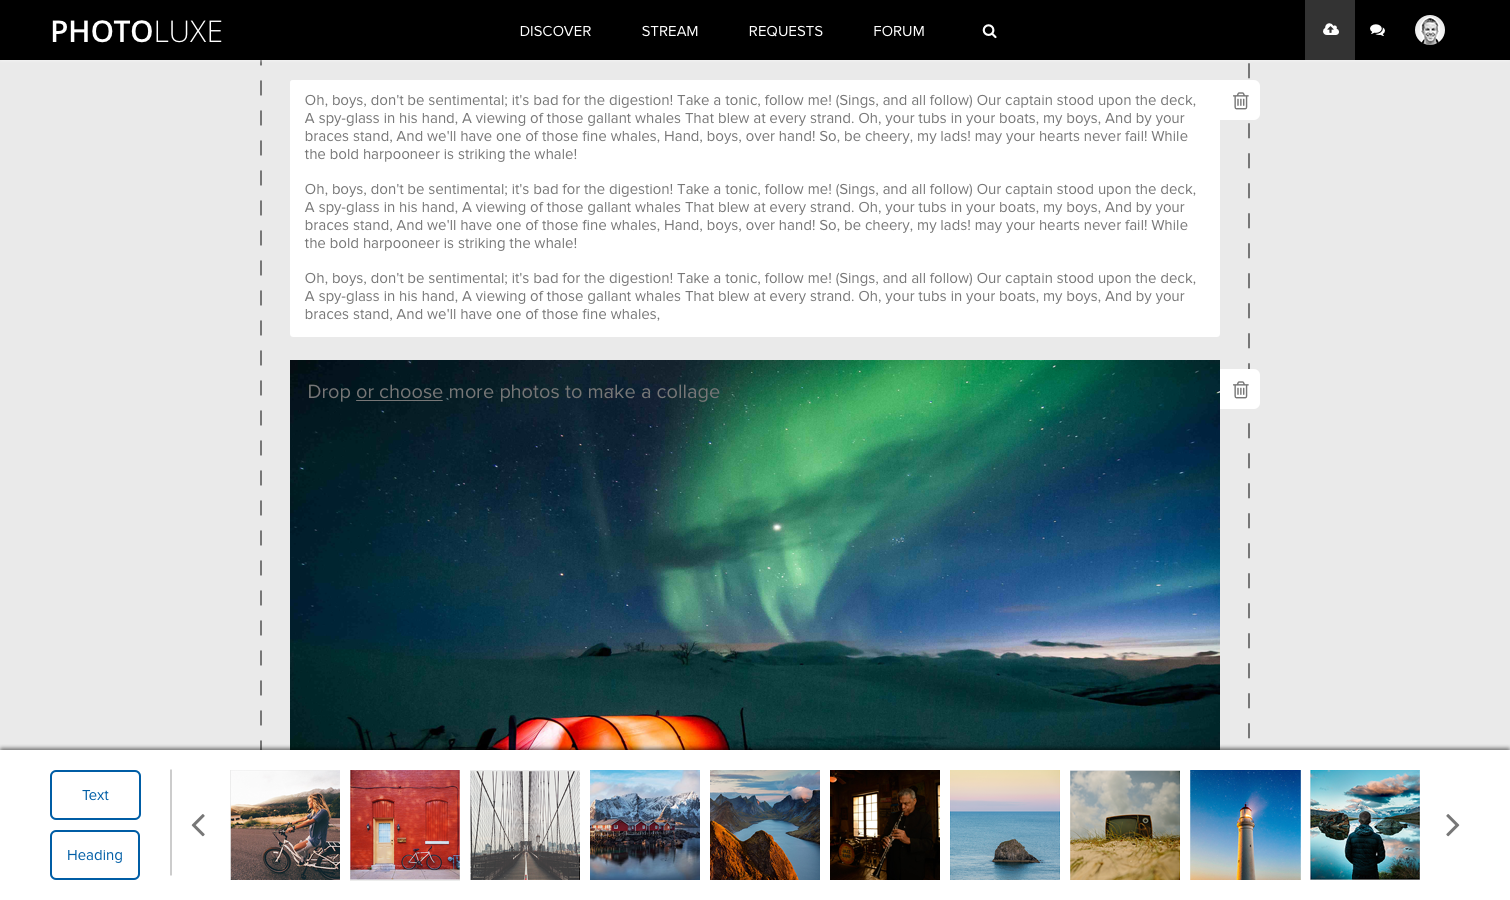 PHOTOLUXE
DISCOVER
STREAM
REQUESTS
FORUM
Oh, boys, don't be sentimental; it's bad for the digestion! Take a tonic, follow me! (Sings, and all follow) Our captain stood upon the deck,
A spy-glass in his hand, A viewing of those gallant whales That blew at every strand. Oh, your tubs in your boats, my boys, And by your
braces stand, And we'll have one of those fine whales, Hand, boys, over hand! So, be cheery, my lads! may your hearts never fail! While
the bold harpooneer is striking the whale!
Oh, boys, don't be sentimental; it's bad for the digestion! Take a tonic, follow me! (Sings, and all follow) Our captain stood upon the deck,
A spy-glass in his hand, A viewing of those gallant whales That blew at every strand. Oh, your tubs in your boats, my boys, And by your
braces stand, And we'll have one of those fine whales, Hand, boys, over hand! So, be cheery, my lads! may your hearts never fail! While
the bold harpooneer is striking the whale!
Oh, boys, don't be sentimental; it's bad for the digestion! Take a tonic, follow me! (Sings, and all follow) Our captain stood upon the deck,
A spy-glass in his hand, A viewing of those gallant whales That blew at every strand. Oh, your tubs in your boats, my boys, And by your
braces stand, And we'll have one of those fine whales,
Drop or choose more photos to make a collage
Text
Heading